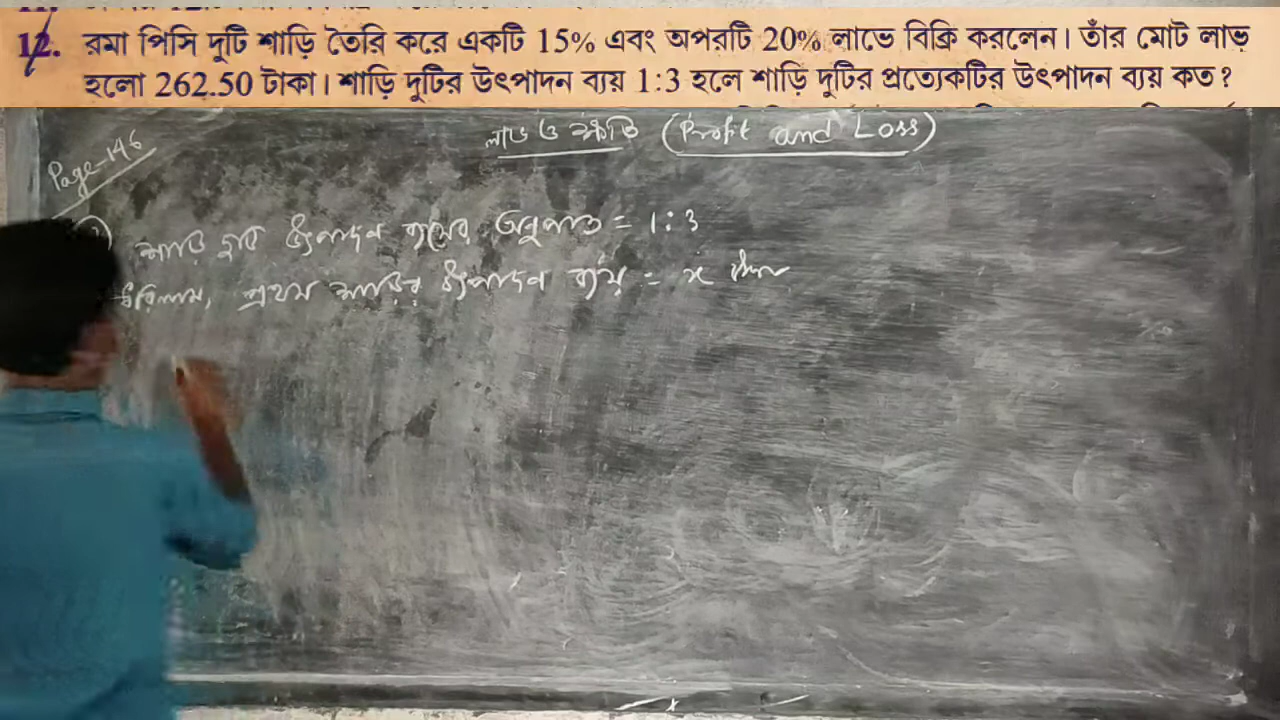 12. রমা পিসি দুটি শাড়ি তৈরি করে একটি 15% এবং অপরটি 20% লাভে বিক্রি করলেন। তাঁর মোট লাভ
হলো 262.50 টাকা। শাড়ি দুটির উৎপাদন ব্যয় 1:3 হলে শাড়ি দুটির প্রত্যেকটির উৎপাদন ব্যয় কত?
লাভ ও ক্ষতি (Profit and Loss)
Page-146
শাড়ি দুটির উৎপাদন ব্যয়ের অনুপাত = 1:3
ধরিলাম, প্রথম শাড়ির উৎপাদন ব্যয় = x টাকা